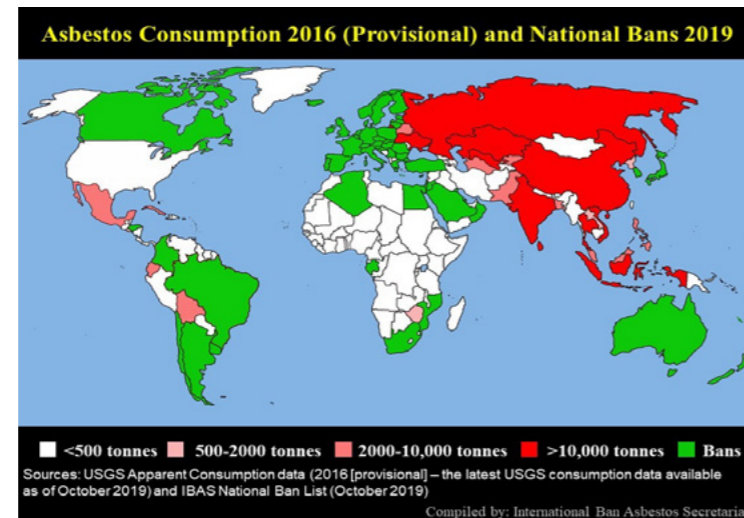 Asbestos Consumption 2016 (Provisional) and National Bans 2019
<500 tonnes 500-2000 tonnes 2000-10,000 tonnes >10,000 tonnes Bans
Sources: USGS Apparent Consumption data (2016 [provisional] – the latest USGS consumption data available
as of October 2019) and IBAS National Ban List (October 2019)
Compiled by: International Ban Asbestos Secretaria